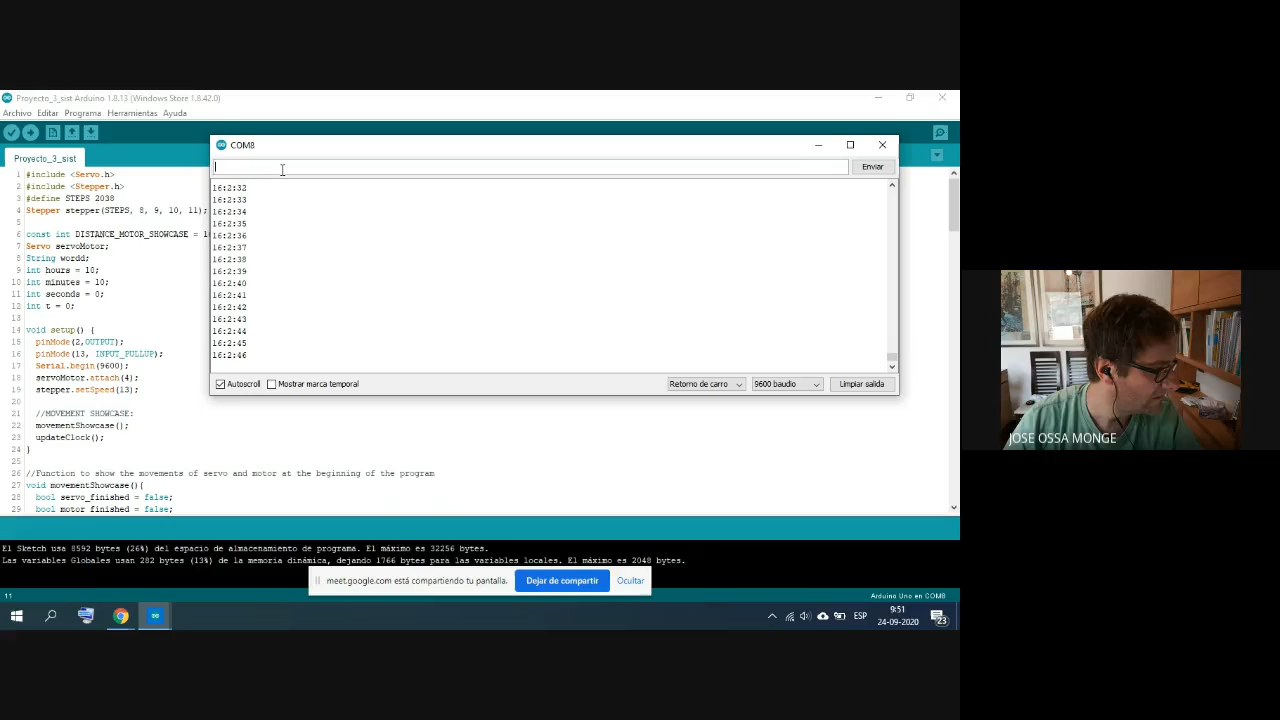 Proyecto_3_sist Arduino 1.8.13 (Windows Store 1.8.42.0)
Archivo Editar Programa Herramientas Ayuda
Proyecto_3_sist
COM8
Enviar
16:2:32
16:2:33
16:2:34
16:2:35
16:2:36
16:2:37
16:2:38
16:2:39
16:2:40
16:2:41
16:2:42
16:2:43
16:2:44
16:2:45
16:2:46
Autoscroll Mostrar marca temporal Retorno de carro 9600 baudio Limpiar salida
1 #include <Servo.h>
2 #include <Stepper.h>
3 #define STEPS 2038
4 Stepper stepper(STEPS, 8, 9, 10, 11);
5
6 const int DISTANCE_MOTOR_SHOWCASE =
7 Servo servoMotor;
8 String wordd;
9 int hours = 10;
10 int minutes = 10;
11 int seconds = 0;
12 int t = 0;
13
14 void setup() {
15 pinMode(2,OUTPUT);
16 pinMode(13, INPUT_PULLUP);
17 Serial.begin(9600);
18 servoMotor.attach(4);
19 stepper.setSpeed(13);
20
21 //MOVEMENT SHOWCASE:
22 movementShowcase();
23 updateClock();
24 }
25
26 //Function to show the movements of servo and motor at the beginning of the program
27 void movementShowcase(){
28 bool servo_finished = false;
29 bool motor_finished = false;
El Sketch usa 8592 bytes (26%) del espacio de almacenamiento de programa. El máximo es 32256 bytes.
Las variables Globales usan 282 bytes (13%) de la memoria dinámica, dejando 1766 bytes para las variables locales. El máximo es 2048 bytes.
meet.google.com está compartiendo tu pantalla. Dejar de compartir Ocultar
11 Arduino Uno en COM8
ESP
9:51
24-09-2020
23
JOSE OSSA MONGE